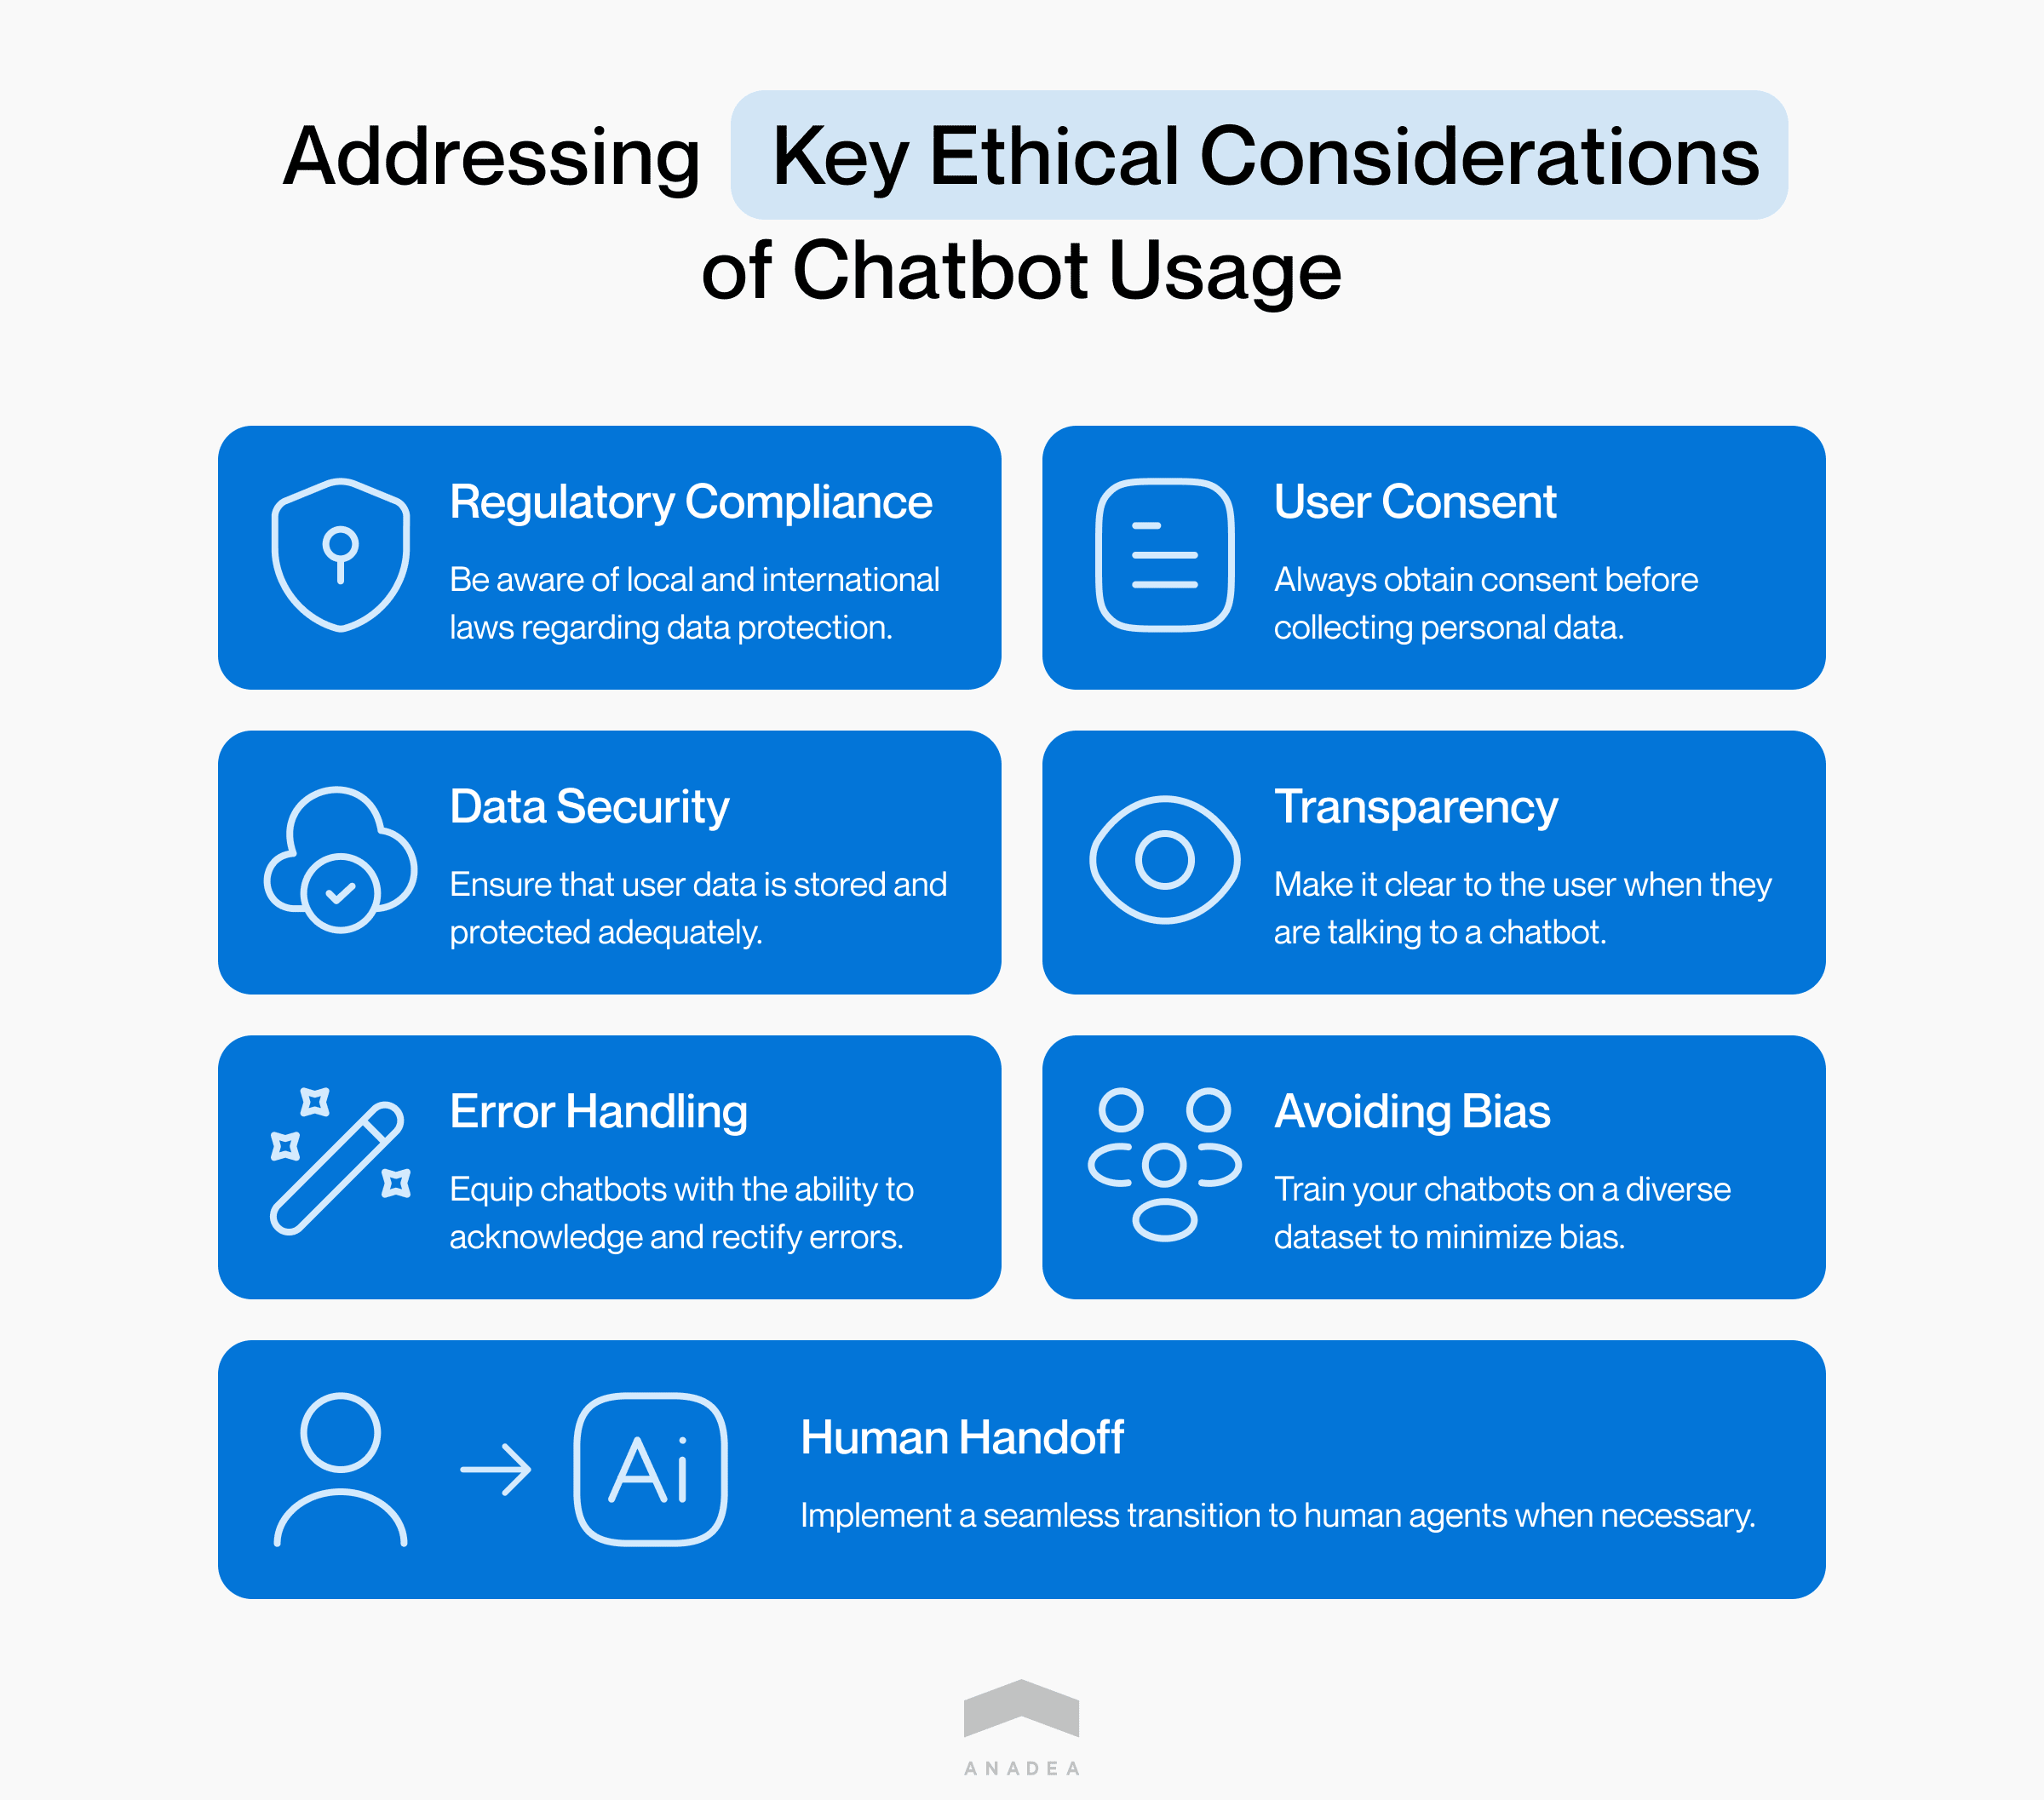 Addressing Key Ethical Considerations
of Chatbot Usage
Regulatory Compliance
Be aware of local and international
laws regarding data protection.
User Consent
Always obtain consent before
collecting personal data.
Data Security
Ensure that user data is stored and
protected adequately.
Transparency
Make it clear to the user when they
are talking to a chatbot.
Error Handling
Equip chatbots with the ability to
acknowledge and rectify errors.
Avoiding Bias
Train your chatbots on a diverse
dataset to minimize bias.
Ai
Human Handoff
Implement a seamless transition to human agents when necessary.
ANADEA